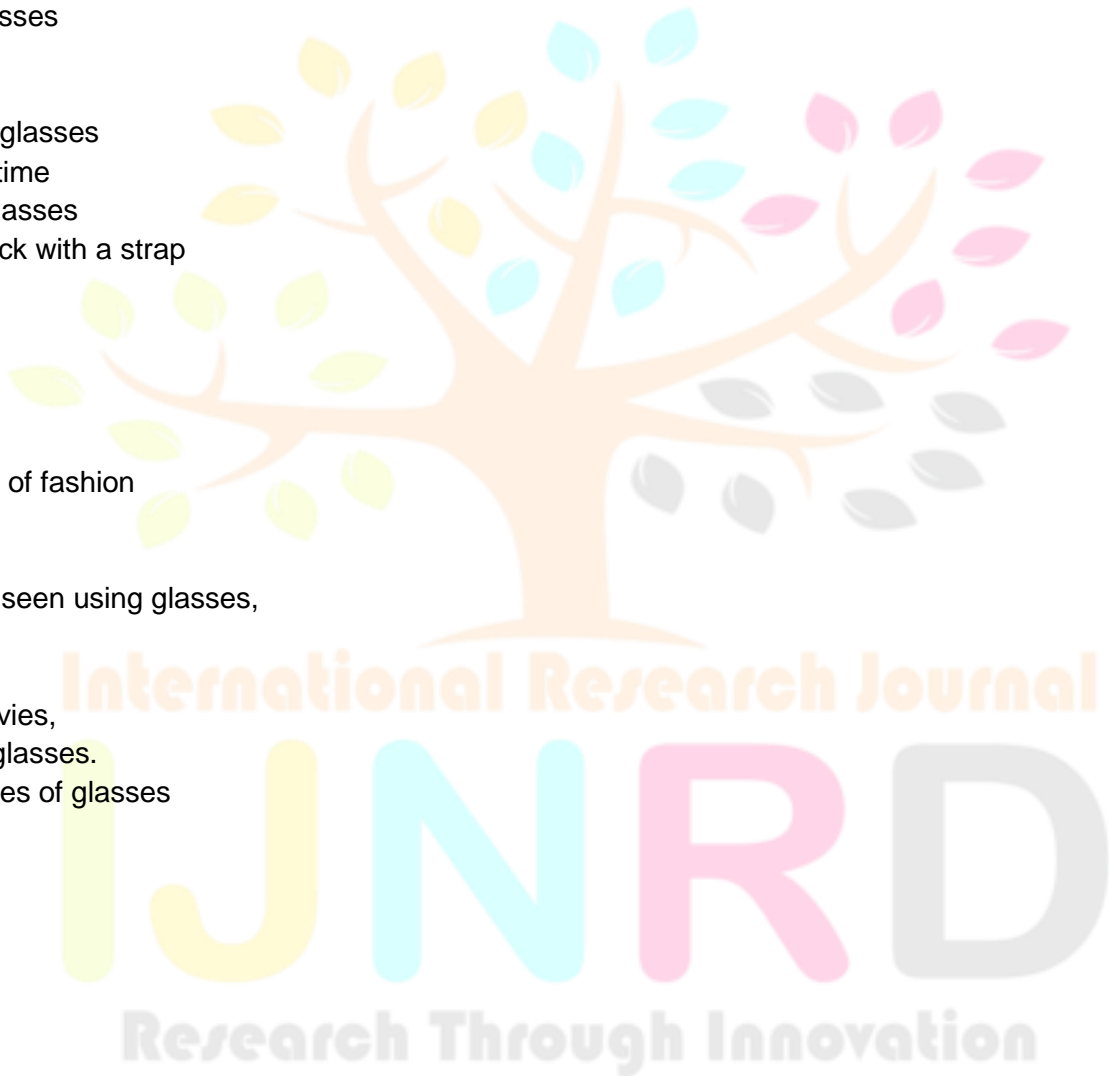 sses
glasses
time
lasses
ck with a strap
of fashion
seen using glasses,
International Research Journal
vies,
glasses.
es of glasses
IJNRD
Research Through Innovation